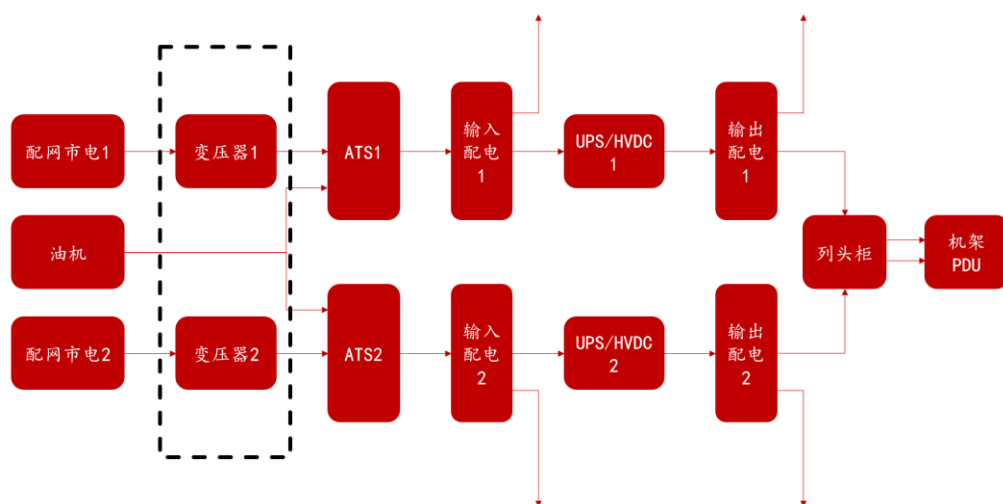 配网市电1
变压器1
ATS1
输入
配电
1
UPS/HVDC
1
输出
配电
1
油机
列头柜
机架
PDU
配网市电2
变压器2
ATS2
输入
配电
2
UPS/HVDC
2
输出
配电
2